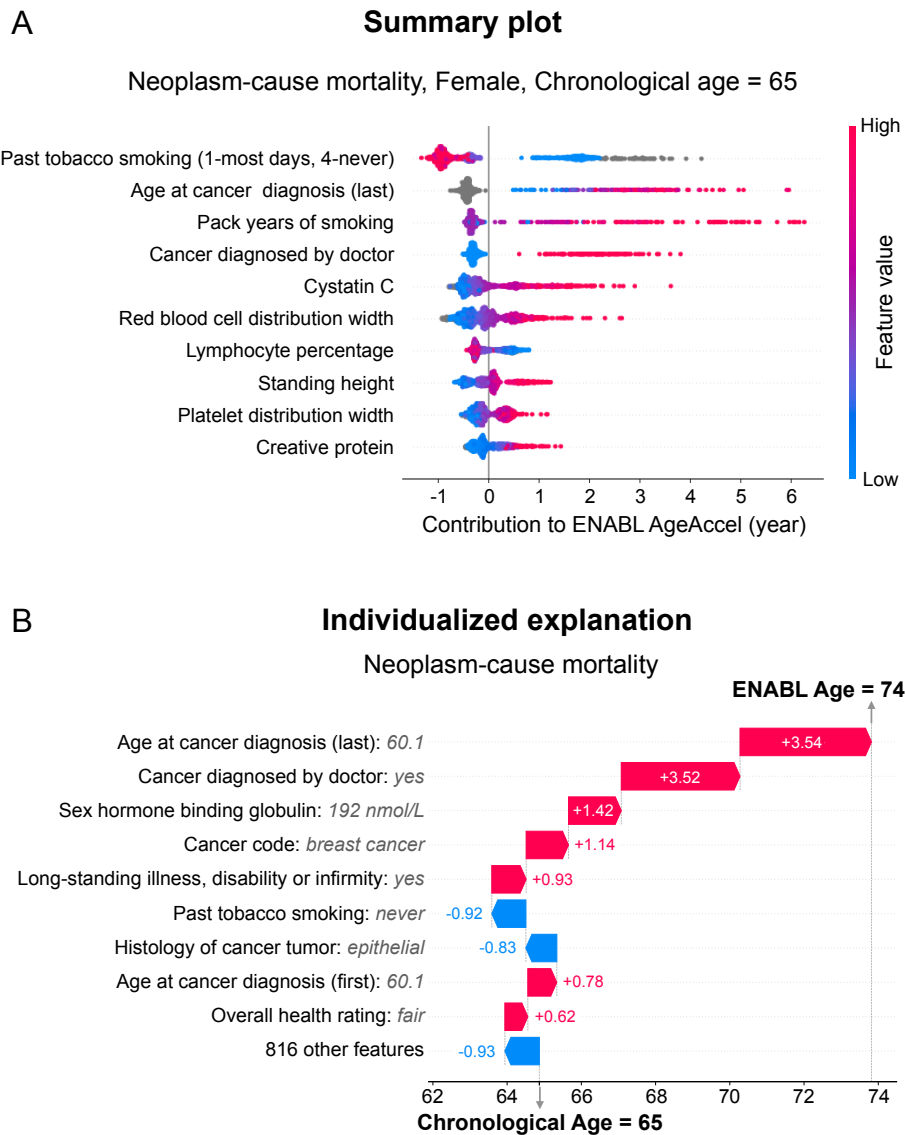 A
Summary plot
Neoplasm-cause mortality, Female, Chronological age = 65
High
Past tobacco smoking (1-most days, 4-never)
Age at cancer diagnosis (last)
Pack years of smoking
Cancer diagnosed by doctor
Cystatin C
Red blood cell distribution width
Lymphocyte percentage
Standing height
Platelet distribution width
Creative protein
Feature value
Low
-1 0 1 2 3 4 5 6
Contribution to ENABL AgeAccel (year)
B
Individualized explanation
Neoplasm-cause mortality
ENABL Age = 74
Age at cancer diagnosis (last): 60.1 +3.54
Cancer diagnosed by doctor: yes +3.52
Sex hormone binding globulin: 192 nmol/L +1.42
Cancer code: breast cancer +1.14
Long-standing illness, disability or infirmity: yes +0.93
Past tobacco smoking: never -0.92
Histology of cancer tumor: epithelial -0.83
Age at cancer diagnosis (first): 60.1 +0.78
Overall health rating: fair +0.62
816 other features -0.93
62 64 66 68 70 72 74
Chronological Age = 65